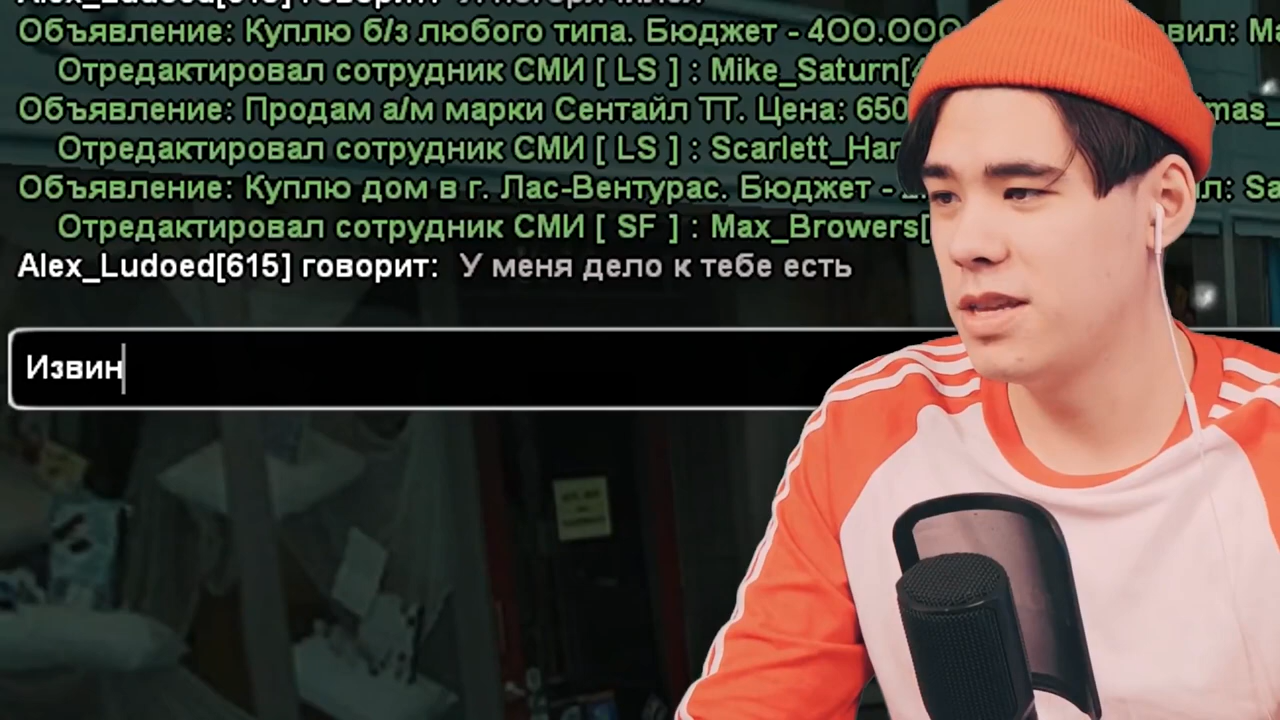 Объявление: Куплю б/з любого типа. Бюджет - 4OO.OOO
Отредактировал сотрудник СМИ [ LS ] : Mike_Saturn[4
Объявление: Продам а/м марки Сентайл ТТ. Цена: 650
Отредактировал сотрудник СМИ [ LS ] : Scarlett_Har
Объявление: Куплю дом в г. Лас-Вентурас. Бюджет -
Отредактировал сотрудник СМИ [ SF ] : Max_Browers[
Alex_Ludoed[615] говорит: У меня дело к тебе есть
Извин